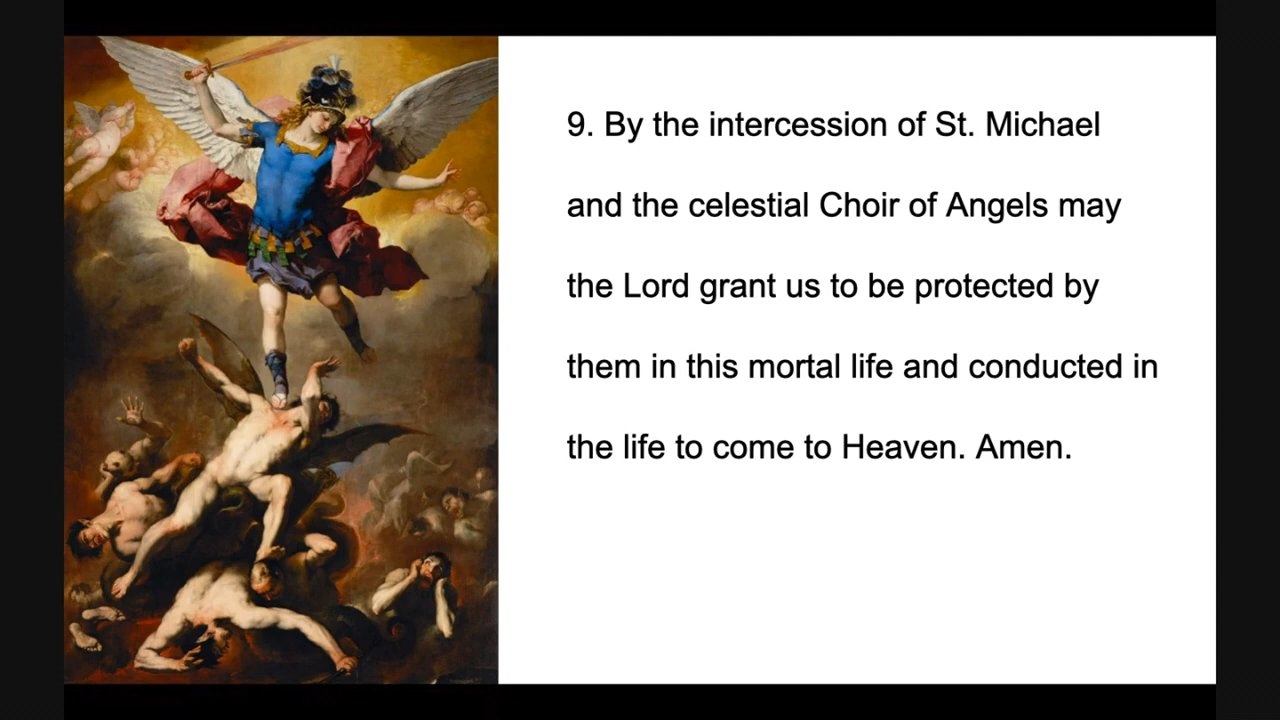 9. By the intercession of St. Michael
and the celestial Choir of Angels may
the Lord grant us to be protected by
them in this mortal life and conducted in
the life to come to Heaven. Amen.